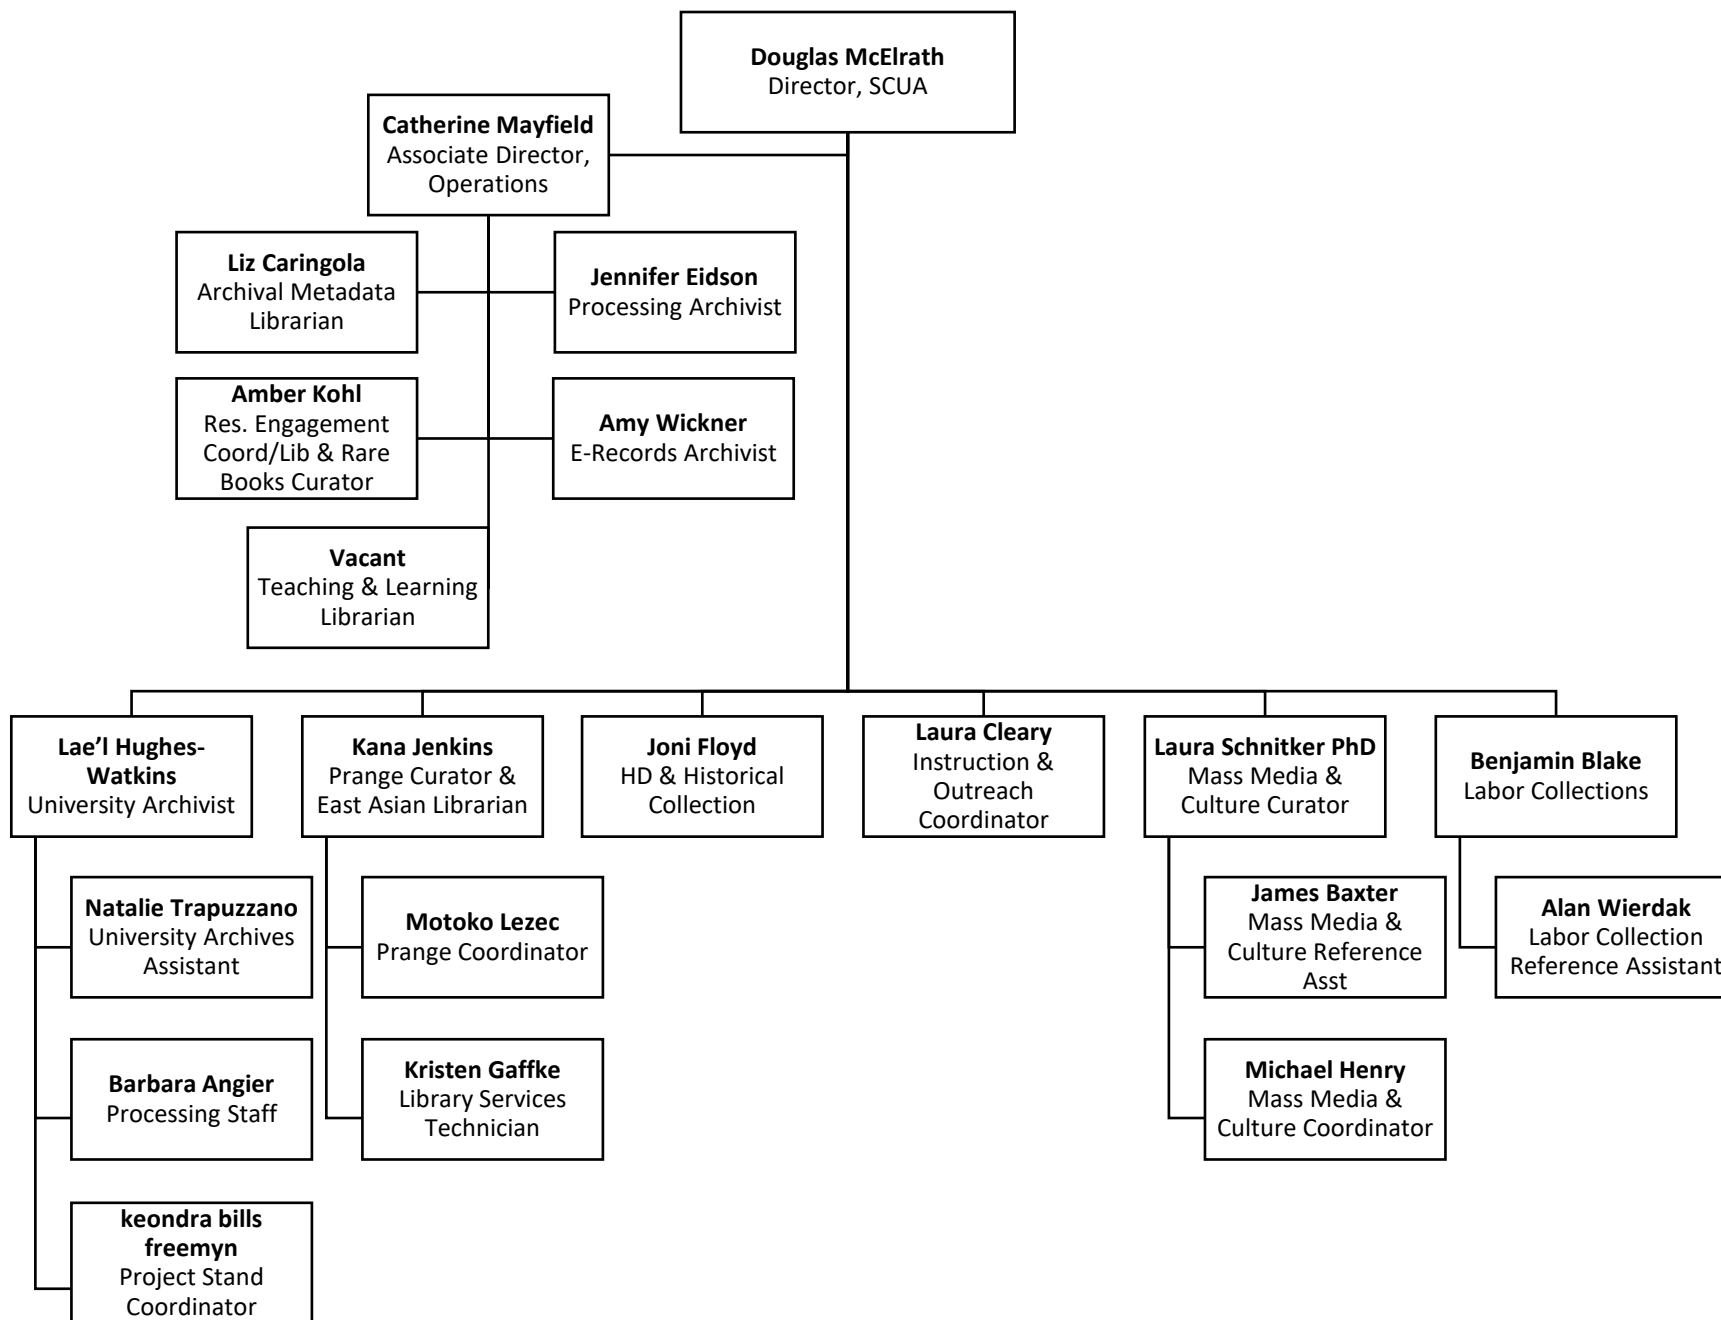 Douglas McElrath
Director, SCUA
Catherine Mayfield
Associate Director,
Operations
Liz Caringola
Archival Metadata
Librarian
Jennifer Eidson
Processing Archivist
Amber Kohl
Res. Engagement
Coord/Lib & Rare
Books Curator
Amy Wickner
E-Records Archivist
Vacant
Teaching & Learning
Librarian
Lae’l Hughes-
Watkins
University Archivist
Kana Jenkins
Prange Curator &
East Asian Librarian
Joni Floyd
HD & Historical
Collection
Laura Cleary
Instruction &
Outreach
Coordinator
Laura Schnitker PhD
Mass Media &
Culture Curator
Benjamin Blake
Labor Collections
Natalie Trapuzzano
University Archives
Assistant
Motoko Lezec
Prange Coordinator
James Baxter
Mass Media &
Culture Reference
Asst
Alan Wierdak
Labor Collection
Reference Assistant
Barbara Angier
Processing Staff
Kristen Gaffke
Library Services
Technician
Michael Henry
Mass Media &
Culture Coordinator
keondra bills
freemyn
Project Stand
Coordinator